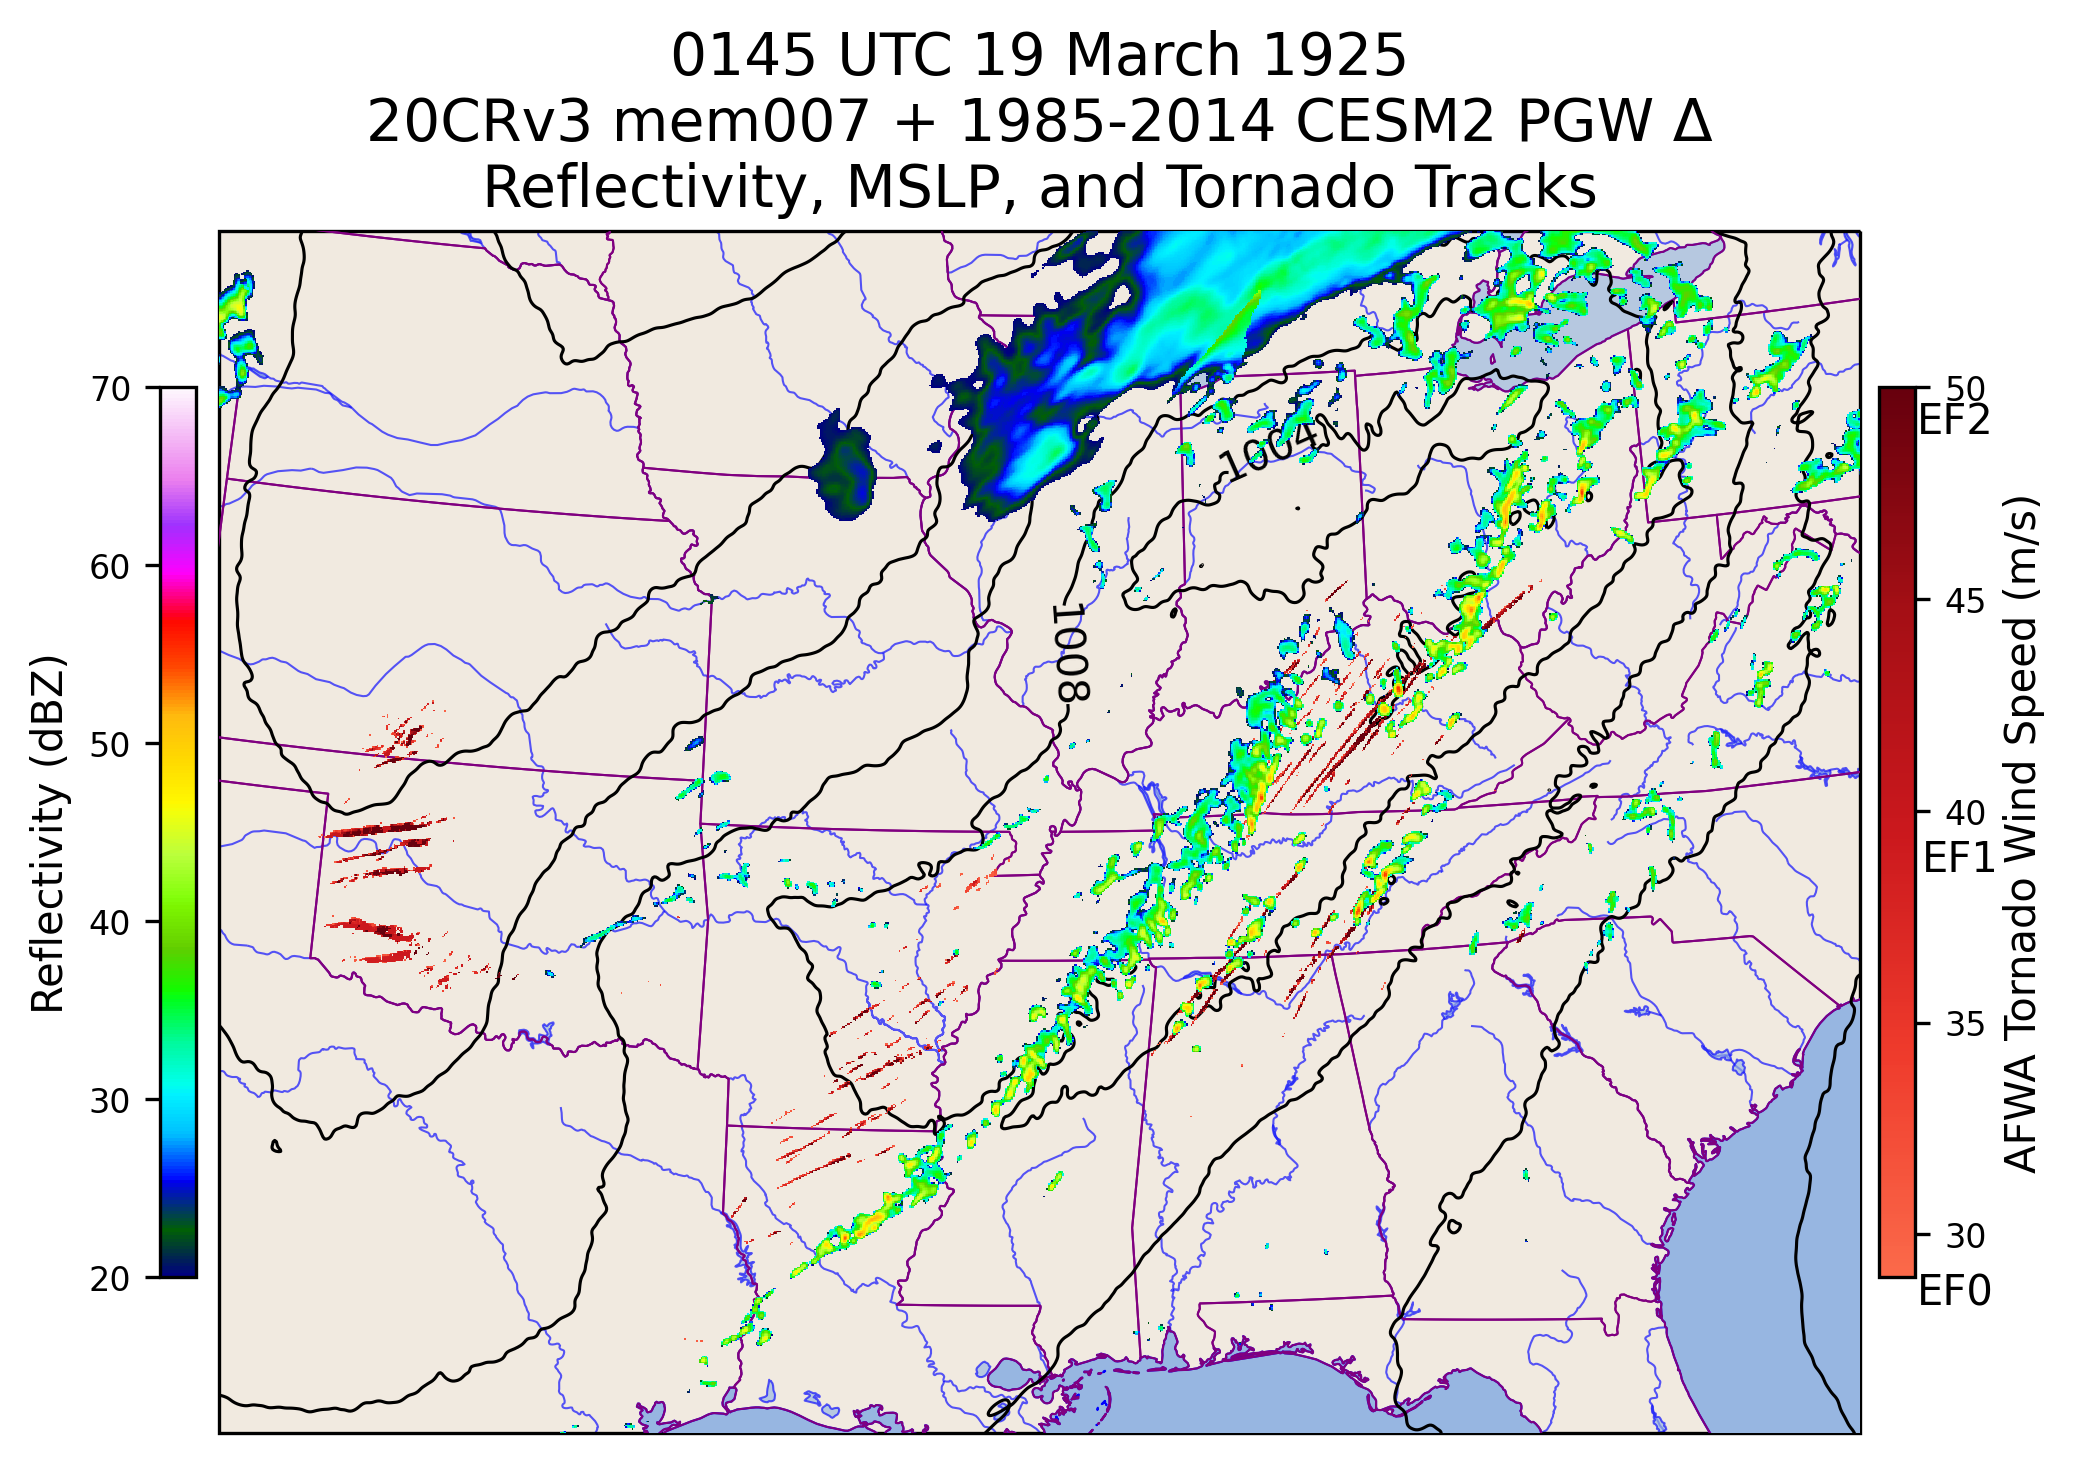 0145 UTC 19 March 1925
20CRv3 mem007 + 1985-2014 CESM2 PGW Δ
Reflectivity, MSLP, and Tornado Tracks
Reflectivity (dBZ)
70
60
50
40
30
20
1004
1008
50
EF2
45
40
EF1
35
30
EF0
AFWA Tornado Wind Speed (m/s)